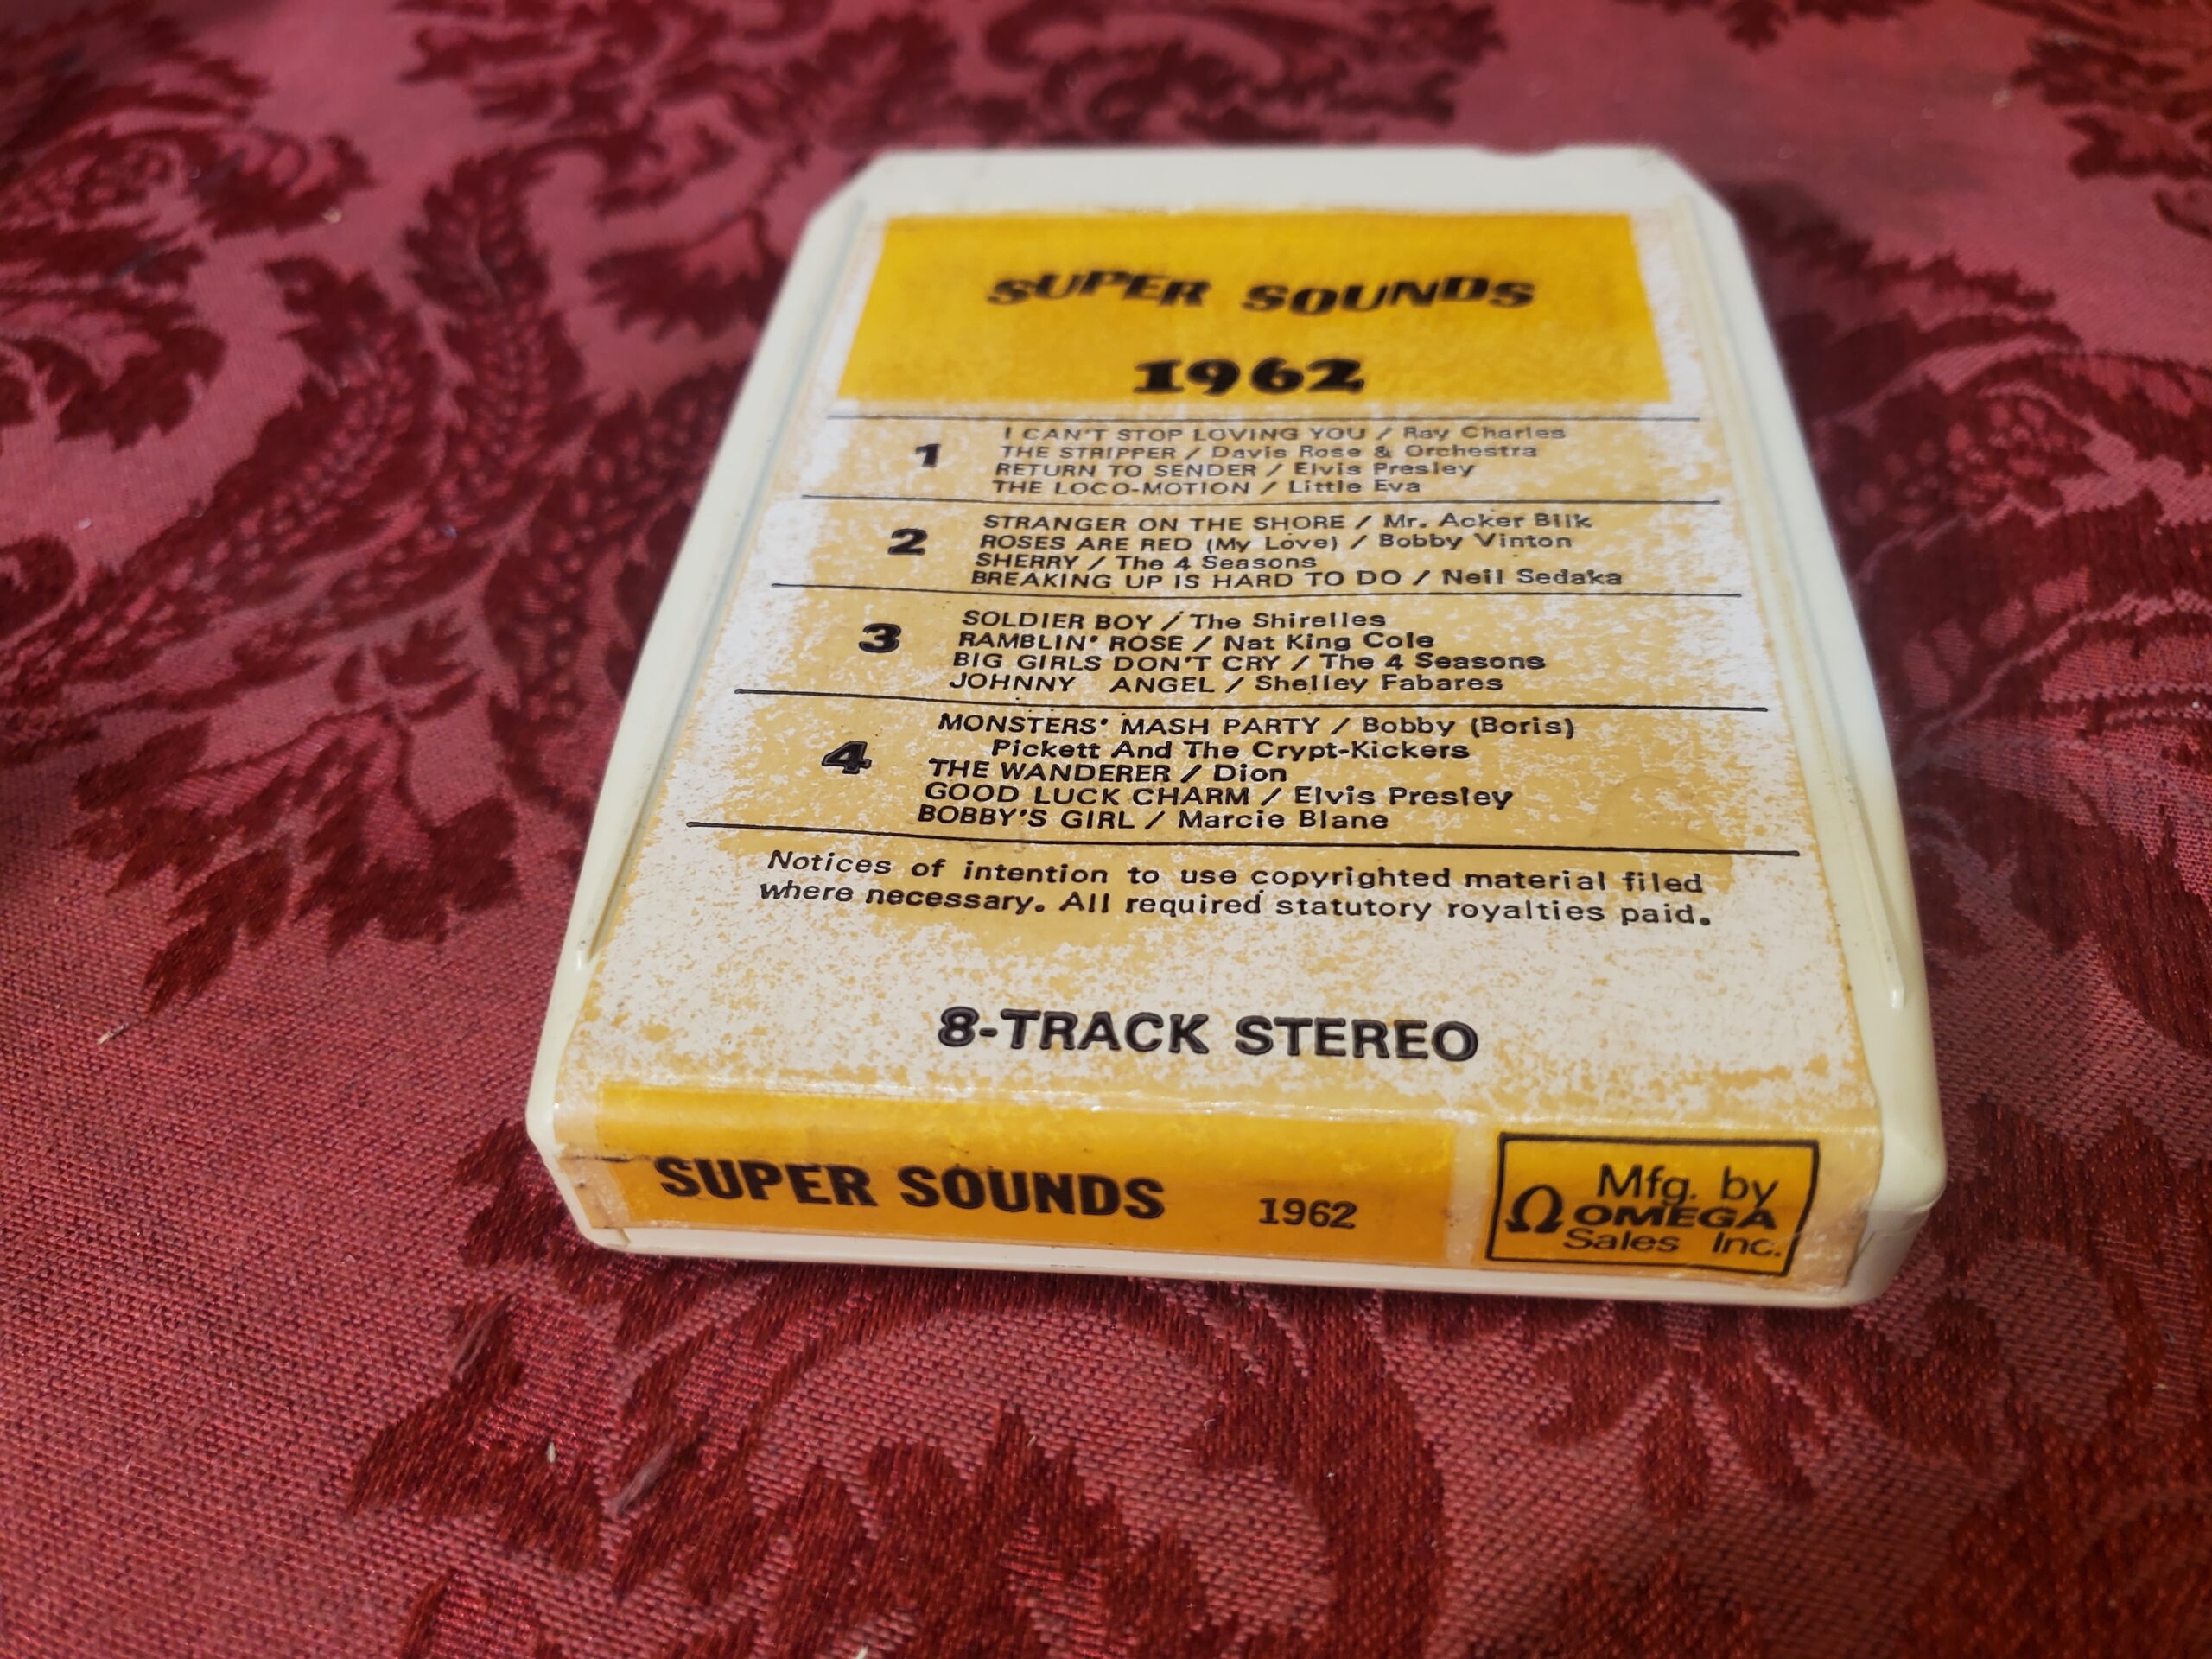 SUPER SOUNDS
1962
1
I CAN'T STOP LOVING YOU / Ray Charles
THE STRIPPER / Davis Rose & Orchestra
RETURN TO SENDER / Elvis Presley
THE LOCO-MOTION / Little Eva
2
STRANGER ON THE SHORE / Mr. Acker Bilk
ROSES ARE RED (My Love) / Bobby Vinton
SHERRY / The 4 Seasons
BREAKING UP IS HARD TO DO / Neil Sedaka
3
SOLDIER BOY / The Shirelles
RAMBLIN' ROSE / Nat King Cole
BIG GIRLS DON'T CRY / The 4 Seasons
JOHNNY ANGEL / Shelley Fabares
4
MONSTERS' MASH PARTY / Bobby (Boris)
Pickett And The Crypt-Kickers
THE WANDERER / Dion
GOOD LUCK CHARM / Elvis Presley
BOBBY'S GIRL / Marcie Blane
Notices of intention to use copyrighted material filed
where necessary. All required statutory royalties paid.
8-TRACK STEREO
SUPER SOUNDS 1962
Mfg. by
Ω OMEGA
Sales Inc.